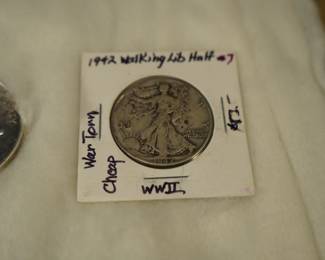 1942 Walking Lib Half #7
War Torn
Cheap
WWII